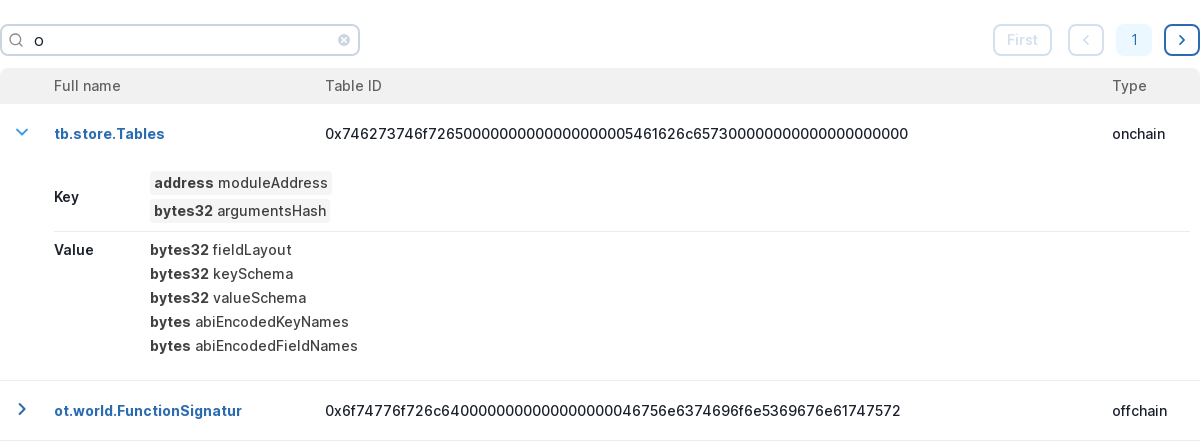 o
First
1
Full name Table ID Type
tb.store.Tables 0x746273746f72650000000000000000005461626c657300000000000000000000 onchain
Key address moduleAddress
bytes32 argumentsHash
Value bytes32 fieldLayout
bytes32 keySchema
bytes32 valueSchema
bytes abiEncodedKeyNames
bytes abiEncodedFieldNames
ot.world.FunctionSignatur 0x6f74776f726c6400000000000000000046756e6374696f6e5369676e61747572 offchain